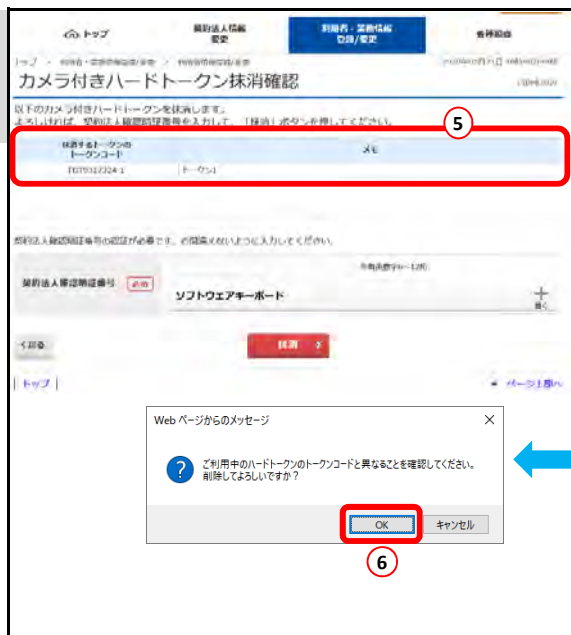 トップ
契約法人情報
変更
利用者・業務情報
登録/変更
各種照会
カメラ付きハードトークン抹消確認
以下のカメラ付きハードトークンを抹消します。
よろしければ、契約法人確認暗証番号を入力して、「抹消」ボタンを押してください。
⑤
抹消するトークンの
トークンコード
メモ
トークン1
契約法人確認暗証番号の認証が必要です。お間違えないように入力してください。
契約法人確認暗証番号
必須
ソフトウェアキーボード
開く
<戻る
抹消
トップ
ページ上部へ
Web ページからのメッセージ
ご利用中のハードトークンのトークンコードと異なることを確認してください。
削除してよろしいですか？
OK
キャンセル
⑥